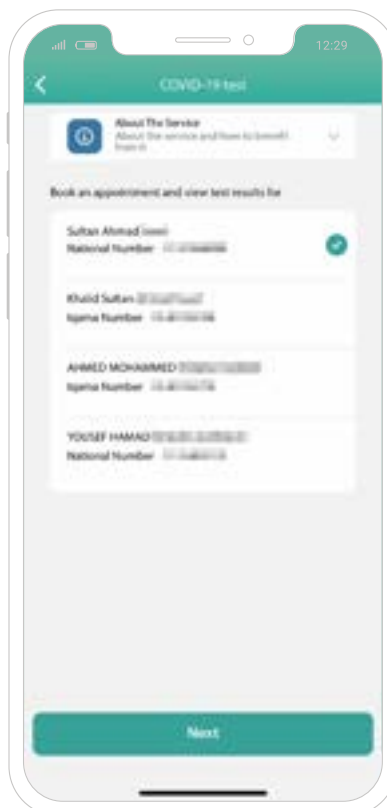 12:29
COVID-19 test
About The Service
About the service and how to benefit
from it
Book an appointment and view test results for
Sultan Ahmad
National Number
Khalid Sultan
Iqama Number
AHMED MOHAMMED
Iqama Number
YOUSEF HAMAD
National Number
Next